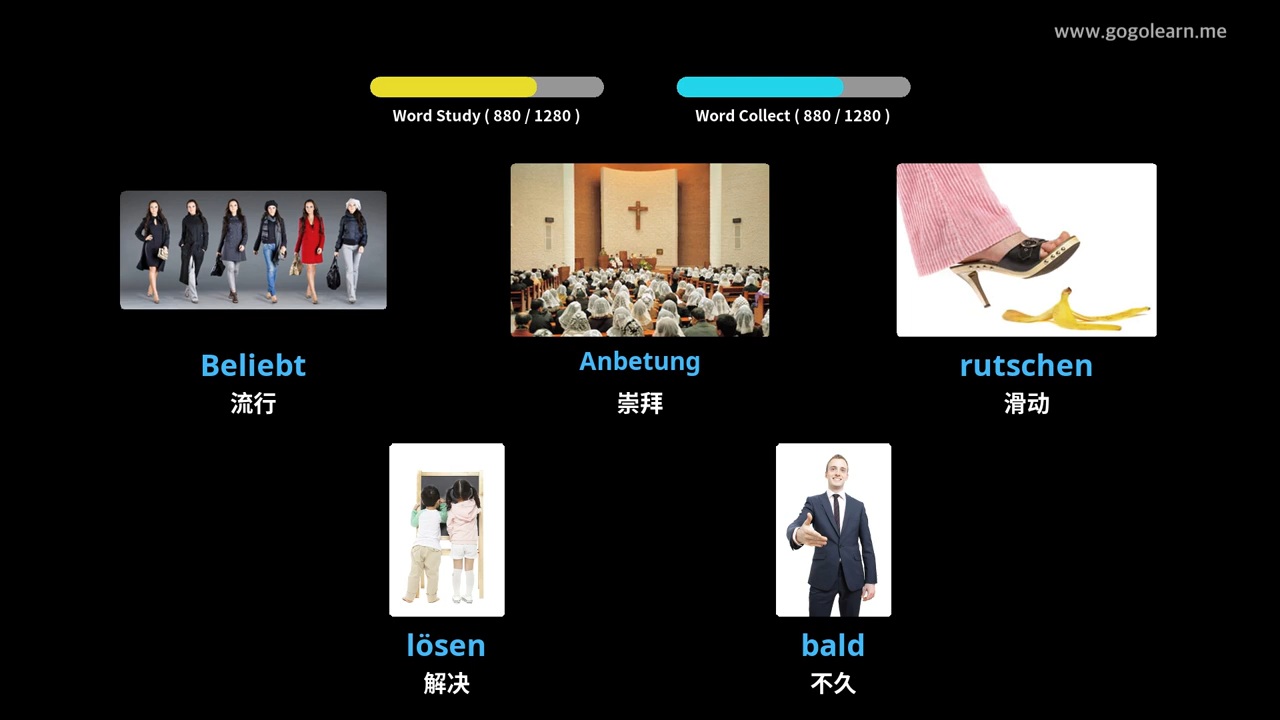 www.gogolearn.me
Word Study ( 880 / 1280 )
Word Collect ( 880 / 1280 )
Beliebt
流行
Anbetung
崇拜
rutschen
滑动
lösen
解决
bald
不久